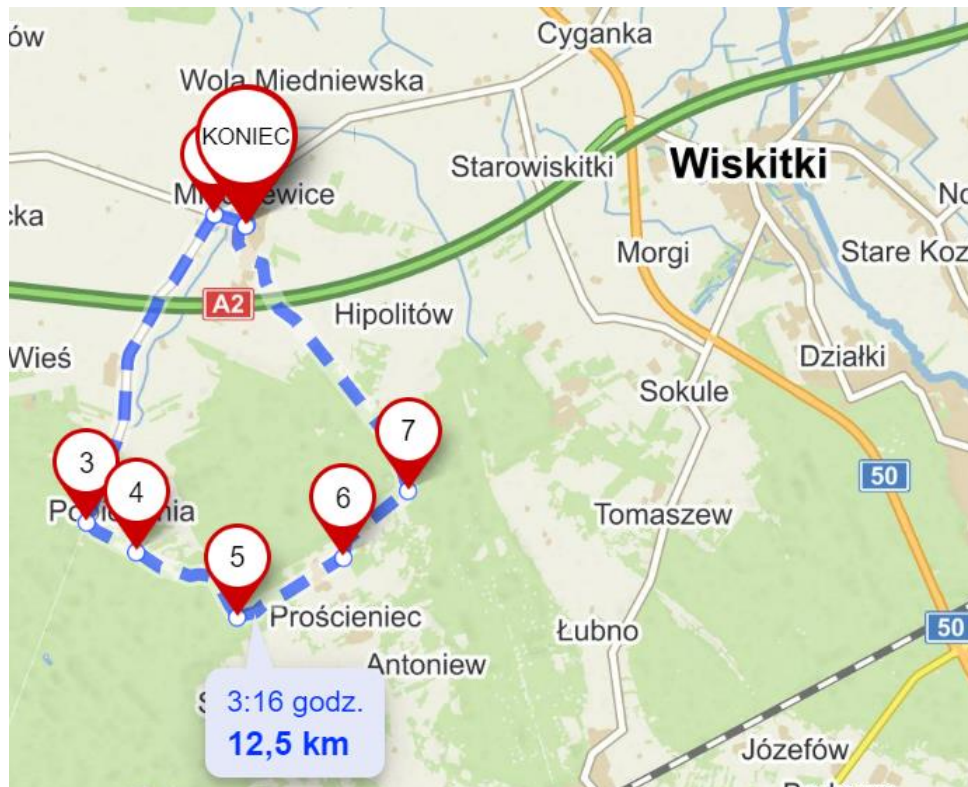 ów
Cyganka
Wola Miedniewska
KONIEC
Starowiskitki
Wiskitki
No
cka
Morgi
Stare Koz
A2
Hipolitów
Wieś
Działki
Sokule
7
3
50
4
6
Tomaszew
5
Prościeniec
Łubno
50
Antoniew
3:16 godz.
12,5 km
Józefów